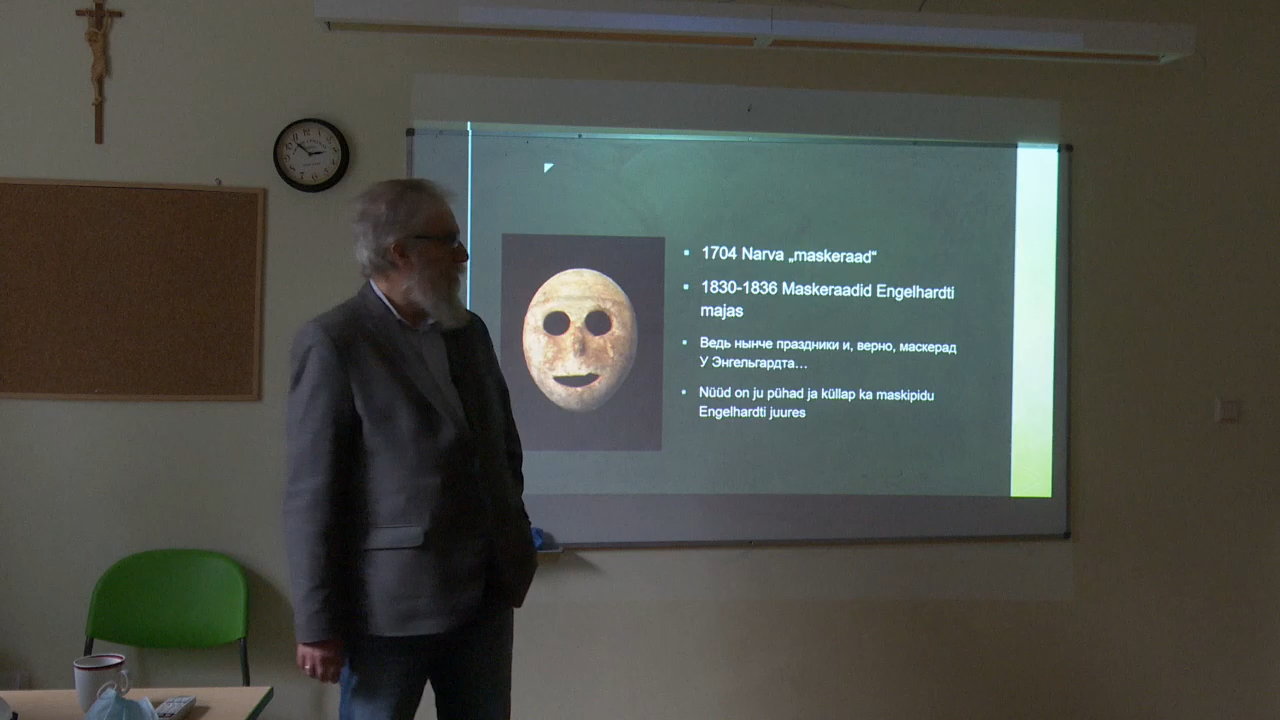 1704 Narva „maskeraad“
1830-1836 Maskeraadid Engelhardti
majas
Ведь нынче праздники и, верно, маскерад
У Энгельгардта…
Nüüd on ju pühad ja küllap ka maskipidu
Engelhardti juures